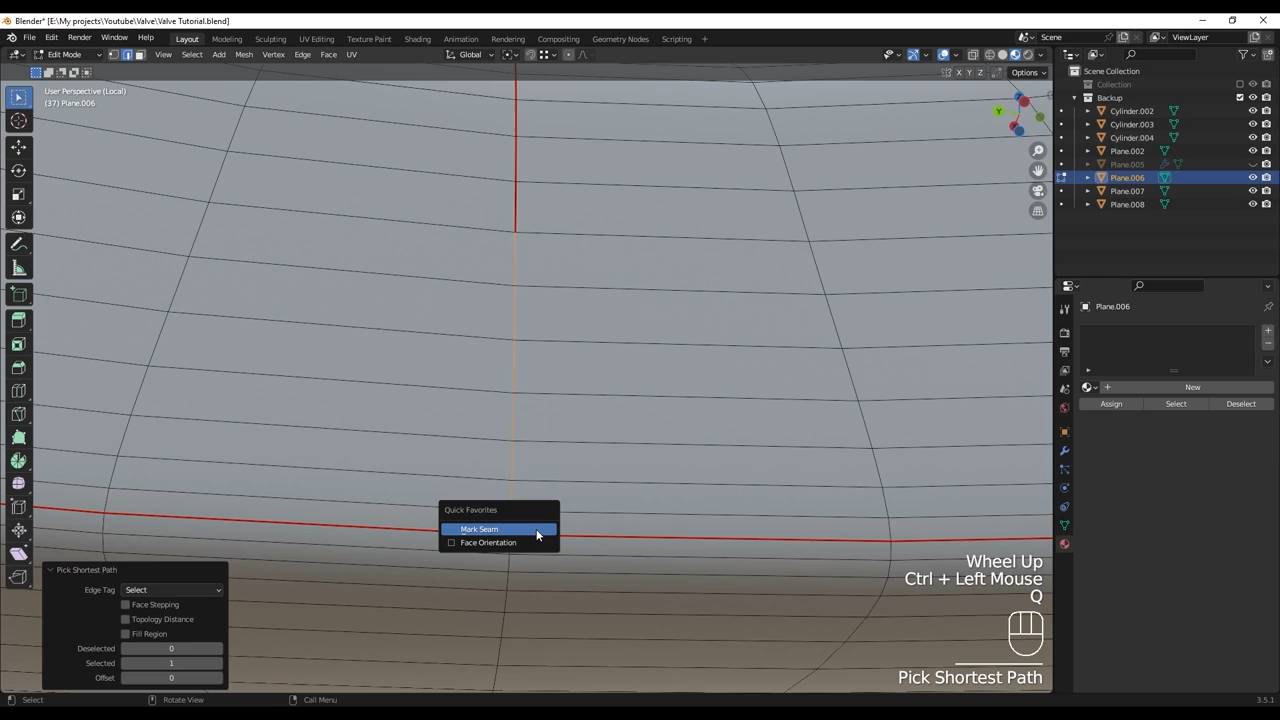 Blender* [E:\My projects\Youtube\Valve\Valve Tutorial.blend]
File Edit Render Window Help Layout Modeling Sculpting UV Editing Texture Paint Shading Animation Rendering Compositing Geometry Nodes Scripting + Scene ViewLayer
Edit Mode View Select Add Mesh Vertex Edge Face UV Global
X Y Z Options
User Perspective (Local)
(37) Plane.006
Scene Collection
Collection
Backup
Cylinder.002
Cylinder.003
Cylinder.004
Plane.002
Plane.005
Plane.006
Plane.007
Plane.008
Plane.006
New
Assign Select Deselect
Quick Favorites
Mark Seam
Face Orientation
Pick Shortest Path
Edge Tag Select
Face Stepping
Topology Distance
Fill Region
Deselected 0
Selected 1
Offset 0
Wheel Up
Ctrl + Left Mouse
Q
Pick Shortest Path
Select Rotate View Call Menu 3.5.1